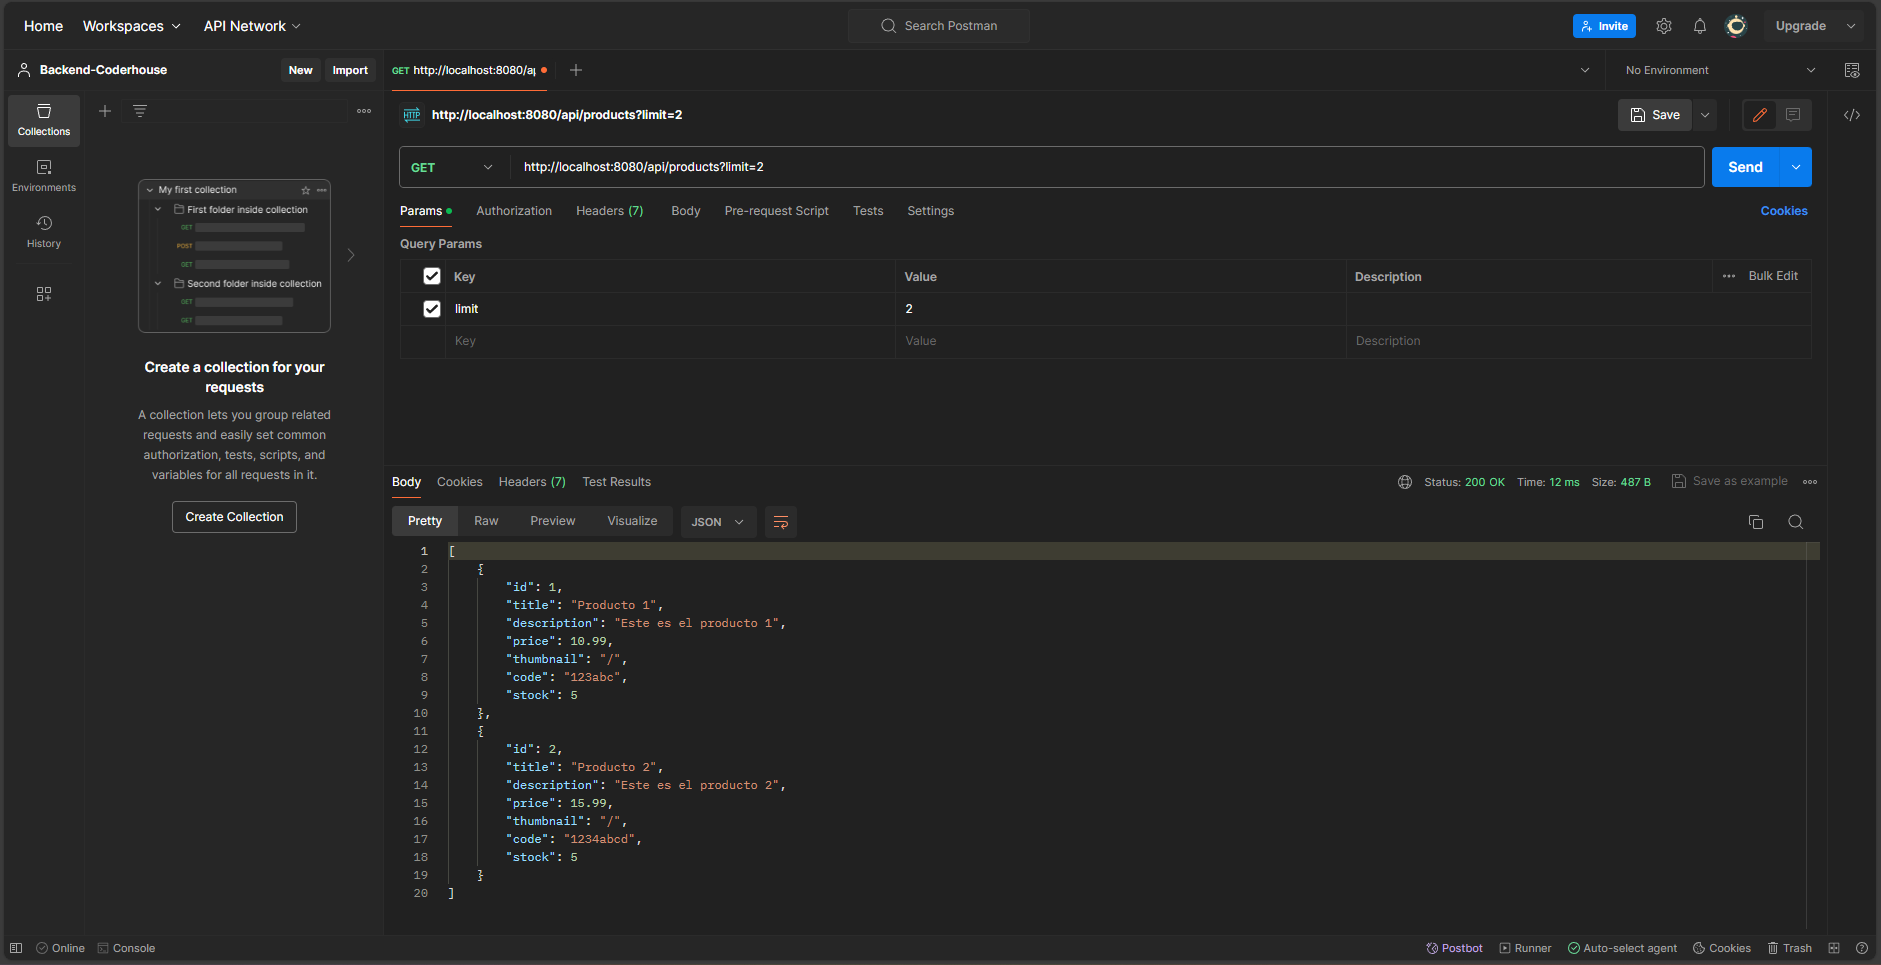 Home Workspaces API Network Search Postman Invite Upgrade
Backend-Coderhouse New Import
GET http://localhost:8080/ap No Environment
Collections
Environments
History
My first collection
First folder inside collection
GET
POST
GET
Second folder inside collection
GET
GET
Create a collection for your
requests
A collection lets you group related
requests and easily set common
authorization, tests, scripts, and
variables for all requests in it.
Create Collection
HTTP http://localhost:8080/api/products?limit=2 Save
GET http://localhost:8080/api/products?limit=2 Send
Params Authorization Headers (7) Body Pre-request Script Tests Settings Cookies
Query Params
Key Value Description Bulk Edit
limit 2
Key Value Description
Body Cookies Headers (7) Test Results Status: 200 OK Time: 12 ms Size: 487 B Save as example
Pretty Raw Preview Visualize JSON
1 [
2 {
3 "id": 1,
4 "title": "Producto 1",
5 "description": "Este es el producto 1",
6 "price": 10.99,
7 "thumbnail": "/",
8 "code": "123abc",
9 "stock": 5
10 },
11 {
12 "id": 2,
13 "title": "Producto 2",
14 "description": "Este es el producto 2",
15 "price": 15.99,
16 "thumbnail": "/",
17 "code": "1234abcd",
18 "stock": 5
19 }
20 ]
Online Console Postbot Runner Auto-select agent Cookies Trash